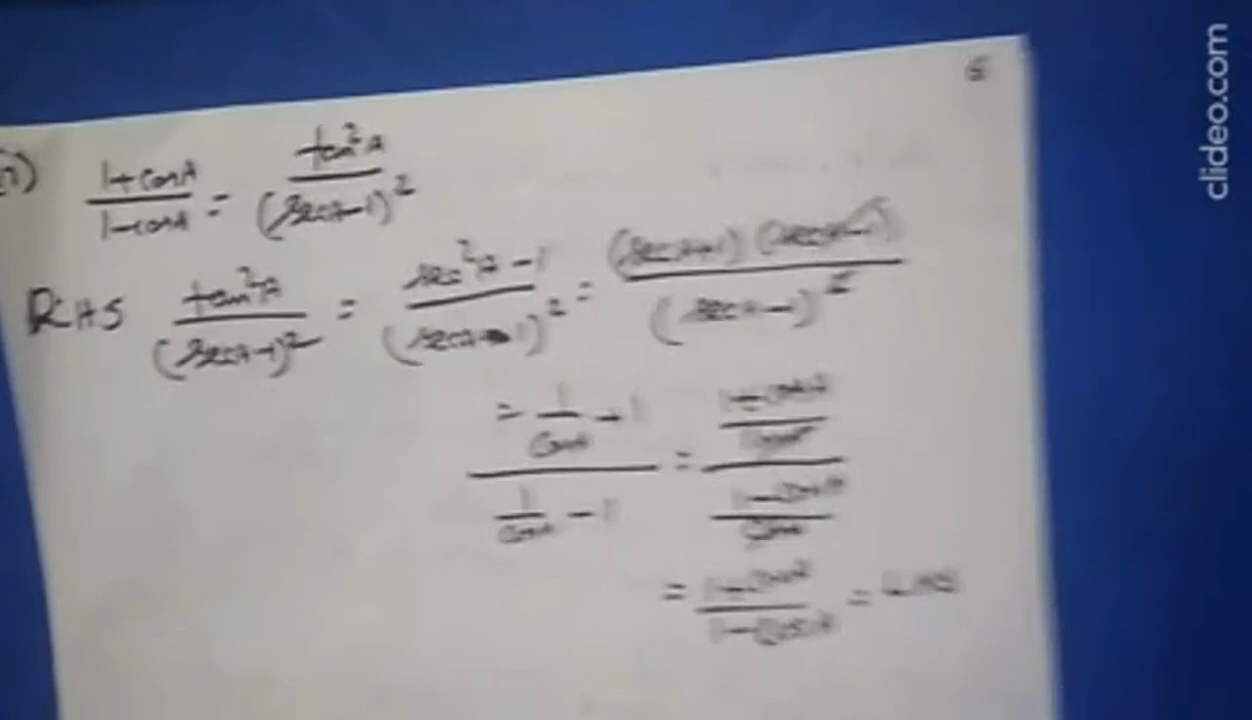 6
7) (1+cosA)/(1-cosA) = tan²A/(secA-1)²
RHS tan²A/(secA-1)² = (sec²A-1)/(secA-1)² = (secA+1)(secA-1)/(secA-1)²
= (1/cosA + 1)/(1/cosA - 1) = ((1+cosA)/cosA)/((1-cosA)/cosA)
= (1+cosA)/(1-cosA) = LHS
clideo.com